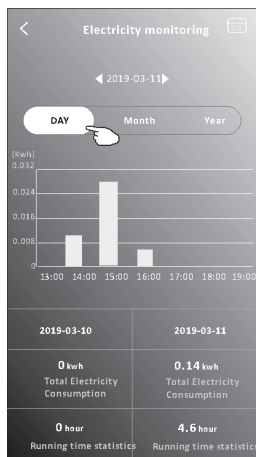 Electricity monitoring
2019-03-11
DAY Month Year
(Kwh)
0.032
0.024
0.016
0.008
0
13:00 14:00 15:00 16:00 17:00 18:00 19:00
2019-03-10 2019-03-11
0 kwh 0.14 kwh
Total Electricity Total Electricity
Consumption Consumption
0 hour 4.6 hour
Running time statistics Running time statistics